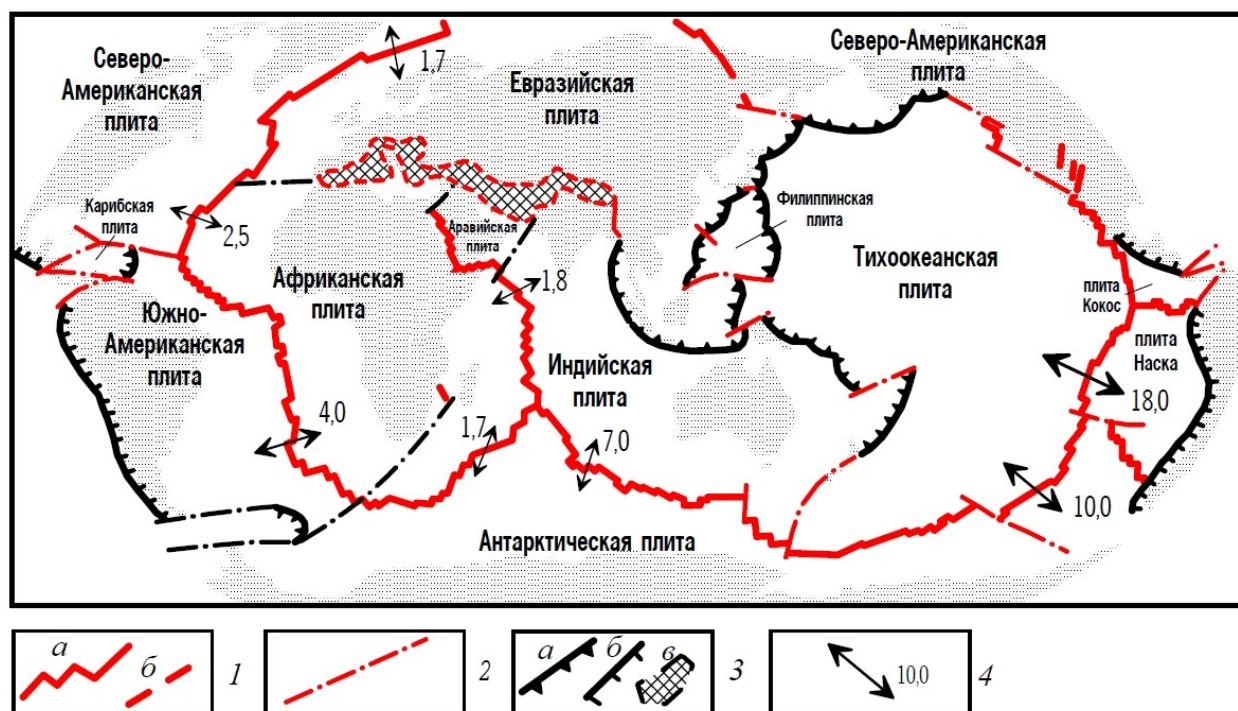 Северо-
Американская
плита
1,7
Евразийская
плита
Северо-Американская
плита
Карибская
плита
2,5
Аравийская
плита
Филиппинская
плита
Африканская
плита
1,8
Тихоокеанская
плита
плита
Кокос
Южно-
Американская
плита
Индийская
плита
плита
Наска
18,0
4,0
1,7
7,0
10,0
Антарктическая плита
а б 1
2
а б в 3
10,0 4